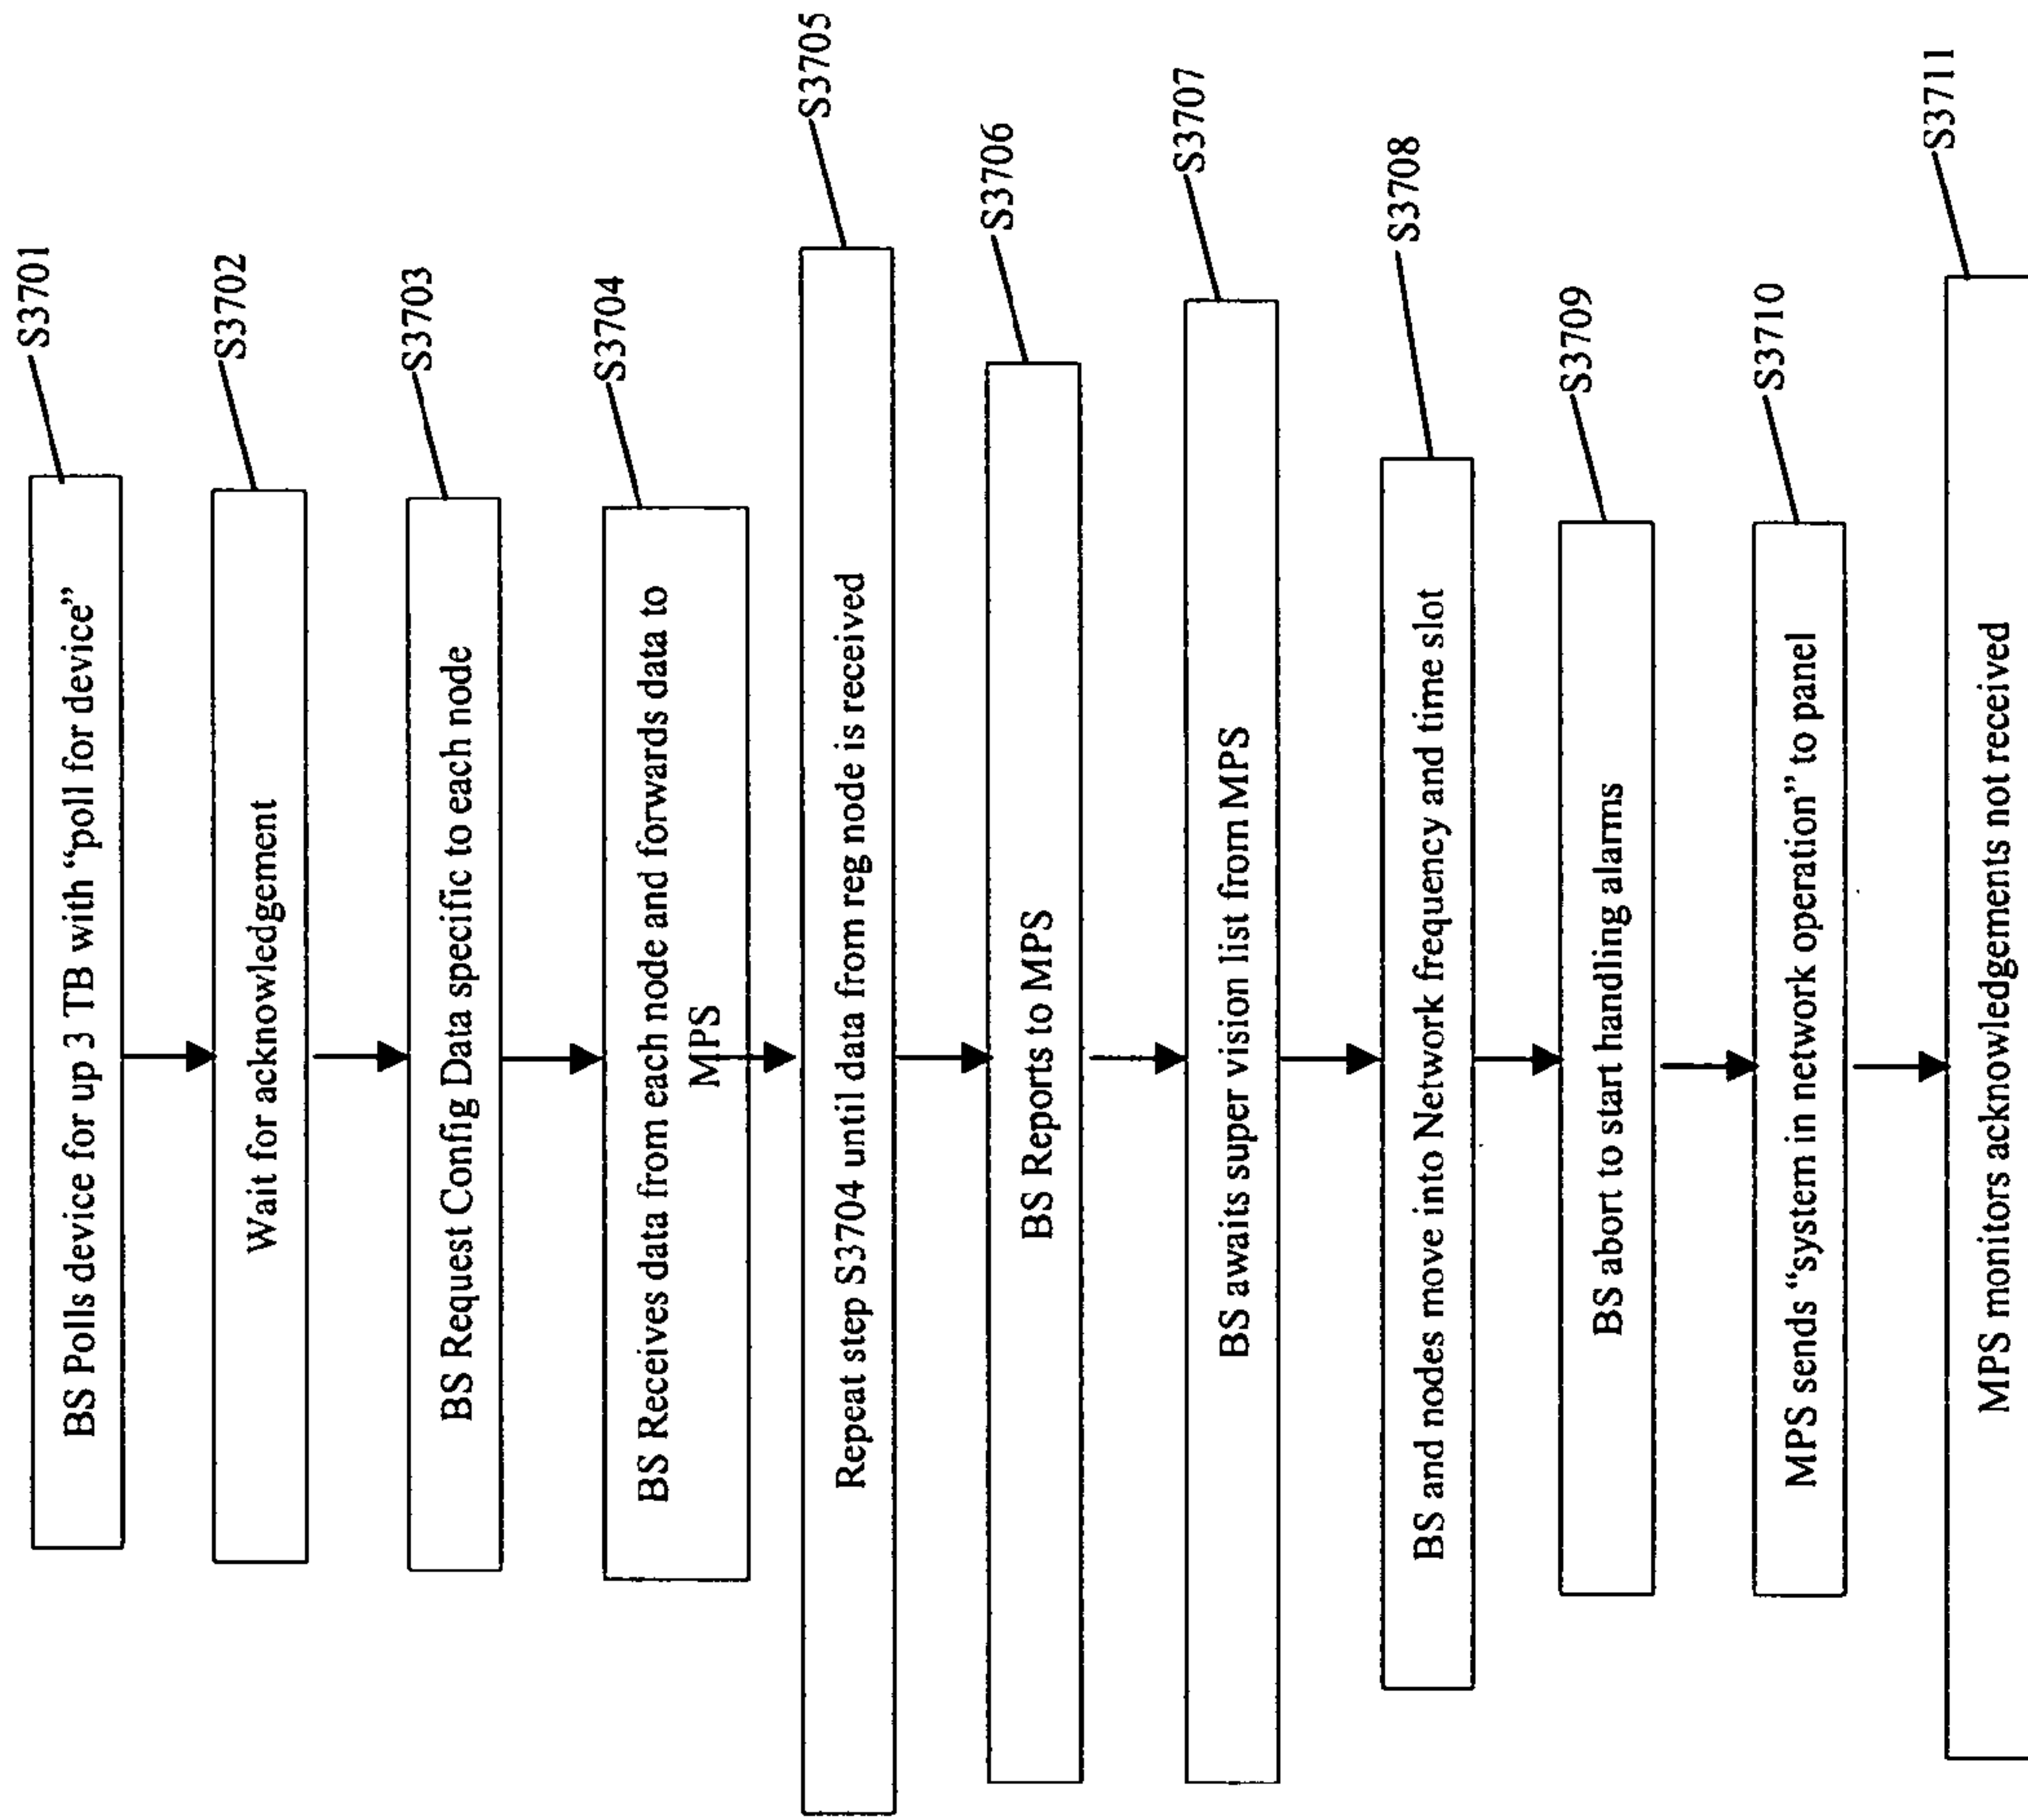 BS Polls device for up 3 TB with “poll for device”
S3701
Wait for acknowledgement
S3702
BS Request Config Data specific to each node
S3703
BS Receives data from each node and forwards data to
MPS
S3704
Repeat step S3704 until data from reg node is received
S3705
BS Reports to MPS
S3706
BS awaits super vision list from MPS
S3707
BS and nodes move into Network frequency and time slot
S3708
BS abort to start handling alarms
S3709
MPS sends “system in network operation” to panel
S3710
MPS monitors acknowledgements not received
S3711